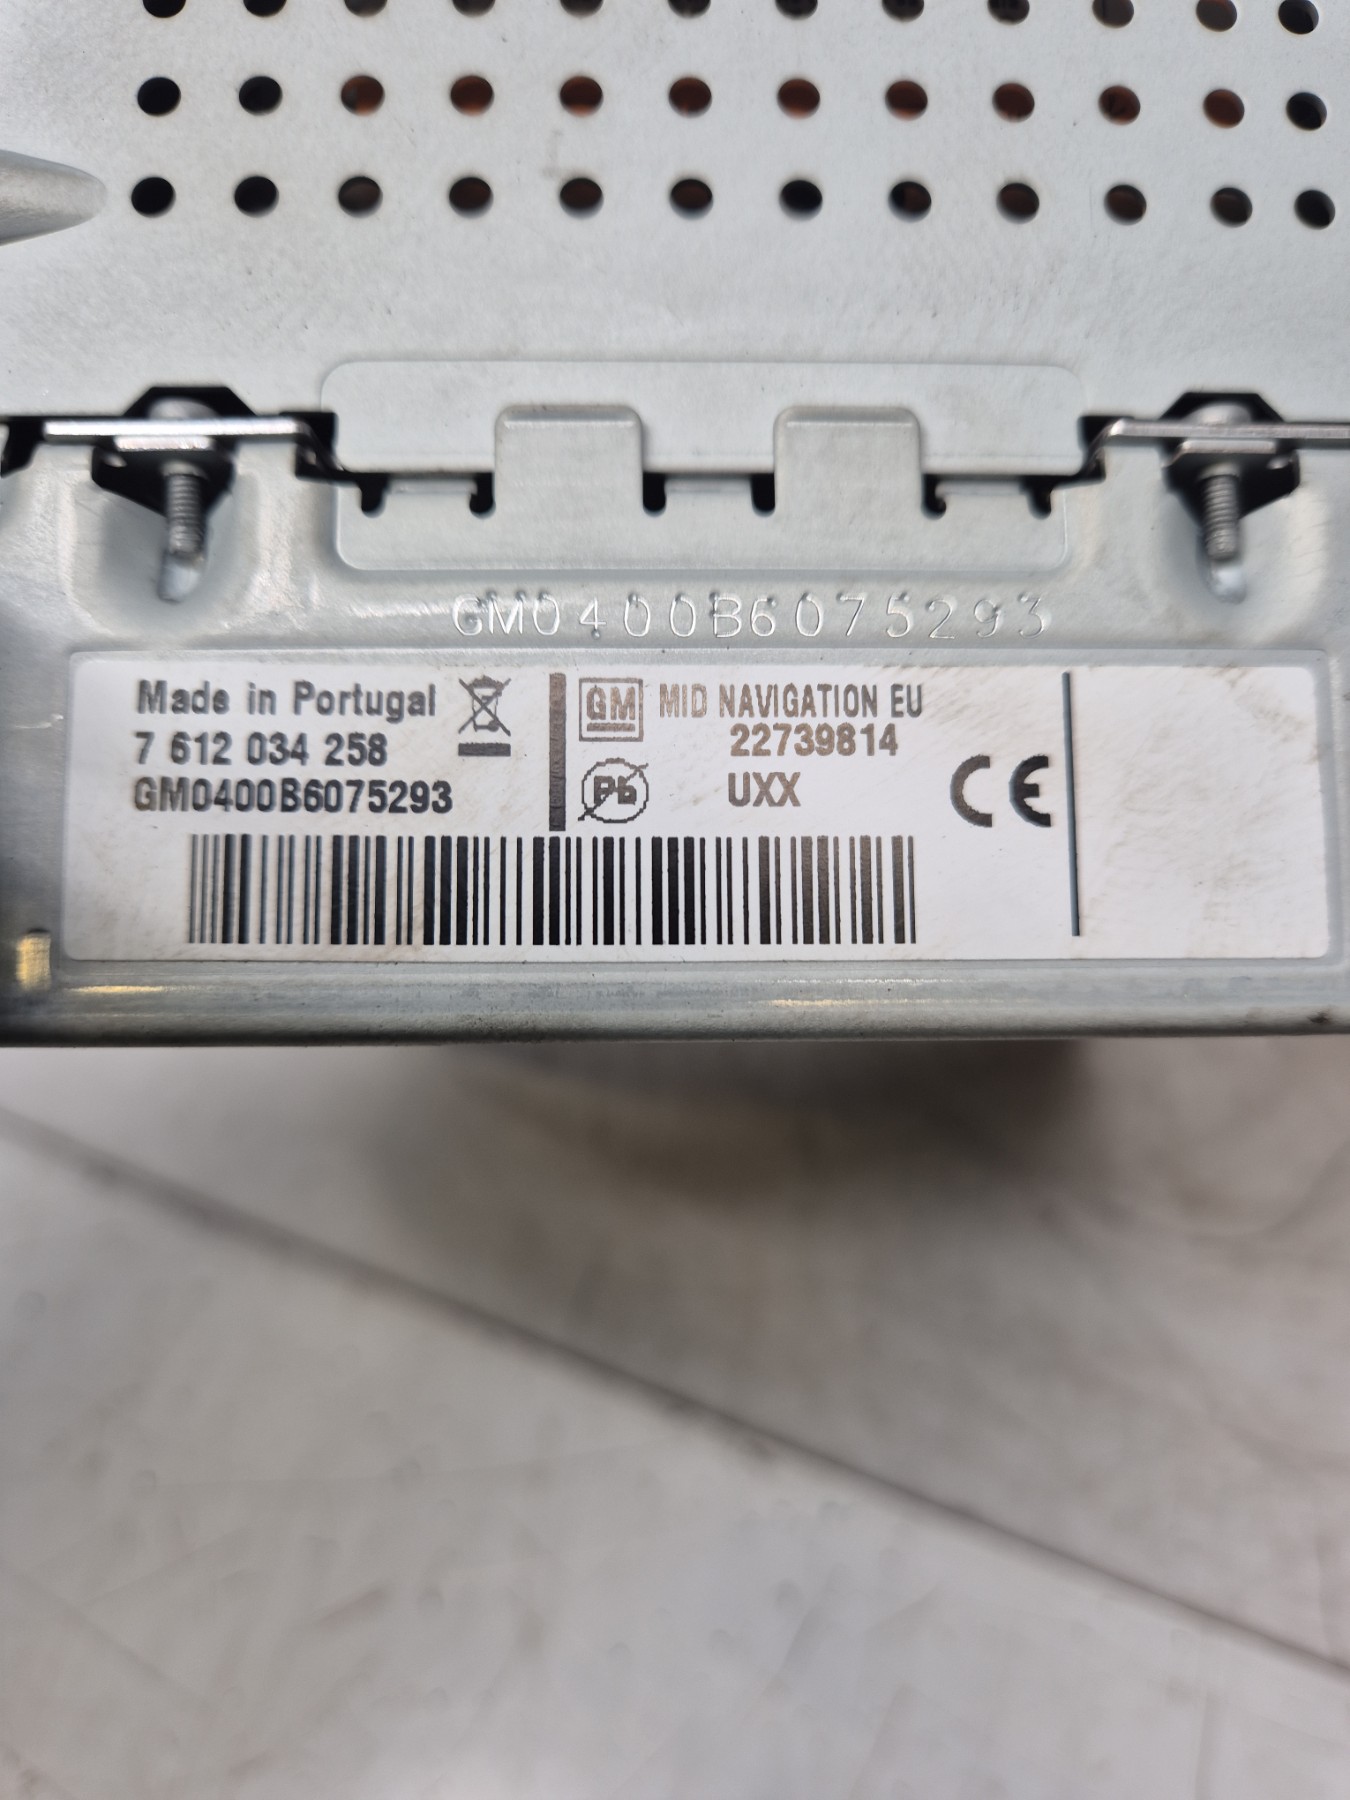 GM0400B6075293
Made in Portugal
7 612 034 258
GM0400B6075293
GM MID NAVIGATION EU
22739814
Pb UXX
CE